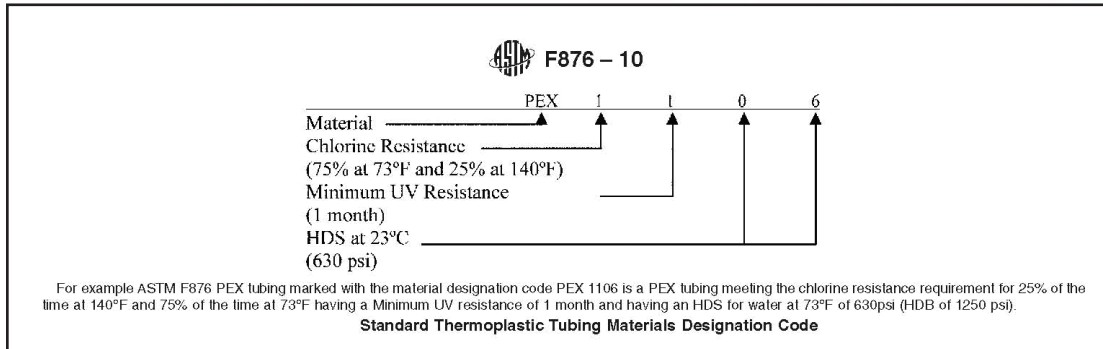 ASTM F876 – 10
PEX 1 1 0 6
Material
Chlorine Resistance
(75% at 73ºF and 25% at 140ºF)
Minimum UV Resistance
(1 month)
HDS at 23ºC
(630 psi)
For example ASTM F876 PEX tubing marked with the material designation code PEX 1106 is a PEX tubing meeting the chlorine resistance requirement for 25% of the
time at 140°F and 75% of the time at 73°F having a Minimum UV resistance of 1 month and having an HDS for water at 73°F of 630psi (HDB of 1250 psi).
Standard Thermoplastic Tubing Materials Designation Code